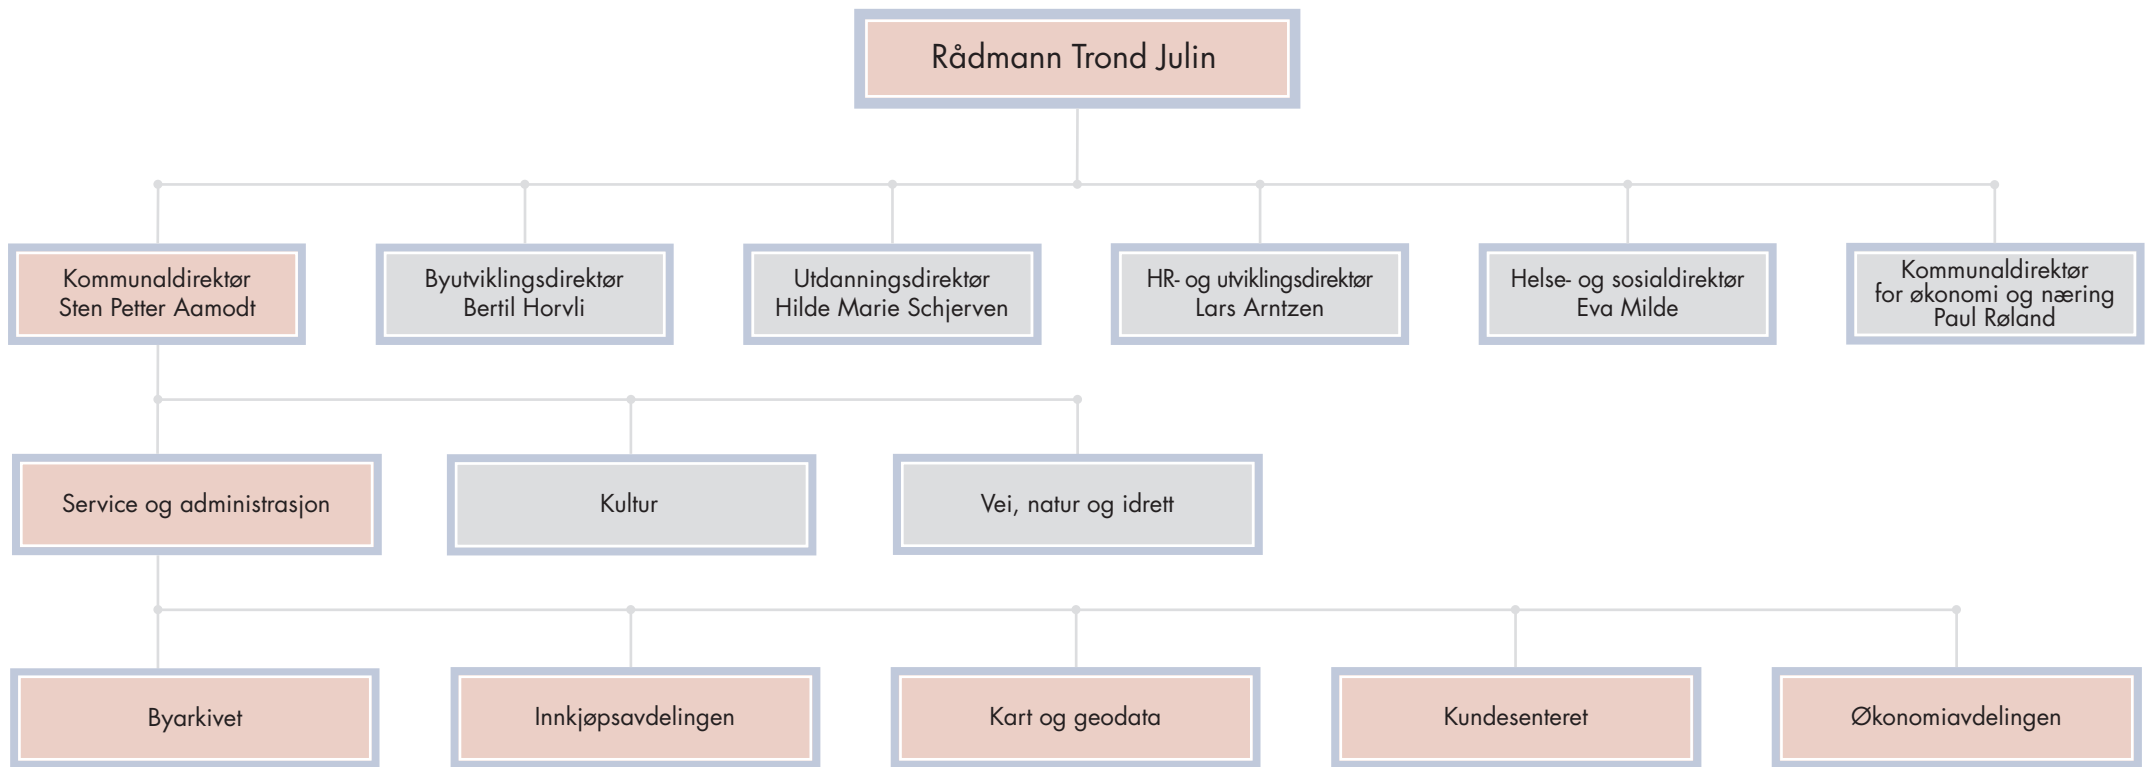 Rådmann Trond Julin
Kommunaldirektør
Sten Petter Aamodt
Byutviklingsdirektør
Bertil Horvli
Utdanningsdirektør
Hilde Marie Schjerven
HR- og utviklingsdirektør
Lars Arntzen
Helse- og sosialdirektør
Eva Milde
Kommunaldirektør
for økonomi og næring
Paul Røland
Service og administrasjon
Kultur
Vei, natur og idrett
Byarkivet
Innkjøpsavdelingen
Kart og geodata
Kundesenteret
Økonomiavdelingen